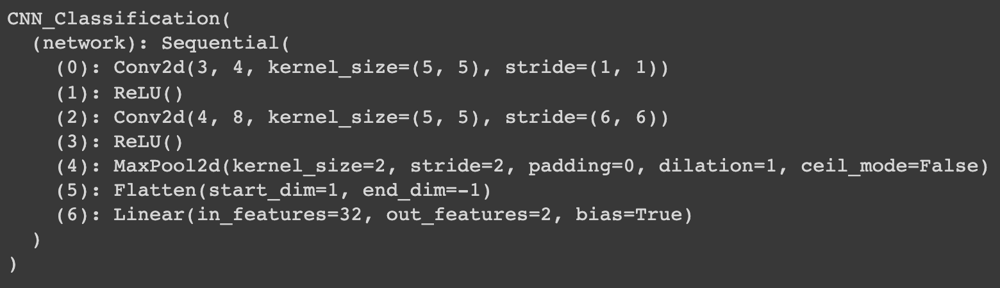 CNN_Classification(
  (network): Sequential(
    (0): Conv2d(3, 4, kernel_size=(5, 5), stride=(1, 1))
    (1): ReLU()
    (2): Conv2d(4, 8, kernel_size=(5, 5), stride=(6, 6))
    (3): ReLU()
    (4): MaxPool2d(kernel_size=2, stride=2, padding=0, dilation=1, ceil_mode=False)
    (5): Flatten(start_dim=1, end_dim=-1)
    (6): Linear(in_features=32, out_features=2, bias=True)
  )
)